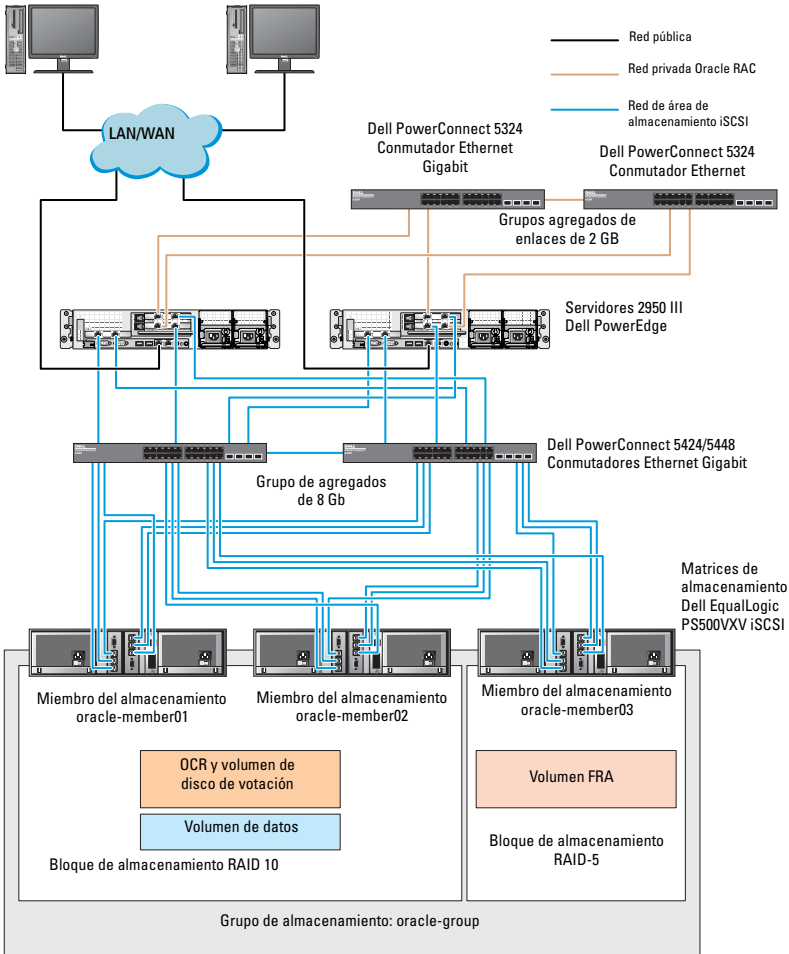 Red pública
Red privada Oracle RAC
Red de área de
almacenamiento iSCSI
LAN/WAN
Dell PowerConnect 5324
Conmutador Ethernet
Gigabit
Dell PowerConnect 5324
Conmutador Ethernet
Grupos agregados de
enlaces de 2 GB
Servidores 2950 III
Dell PowerEdge
Dell PowerConnect 5424/5448
Conmutadores Ethernet Gigabit
Grupo de agregados
de 8 Gb
Matrices de
almacenamiento
Dell EqualLogic
PS500VXV iSCSI
Miembro del almacenamiento
oracle-member01
Miembro del almacenamiento
oracle-member02
Miembro del almacenamiento
oracle-member03
OCR y volumen de
disco de votación
Volumen de datos
Bloque de almacenamiento RAID 10
Volumen FRA
Bloque de almacenamiento
RAID-5
Grupo de almacenamiento: oracle-group